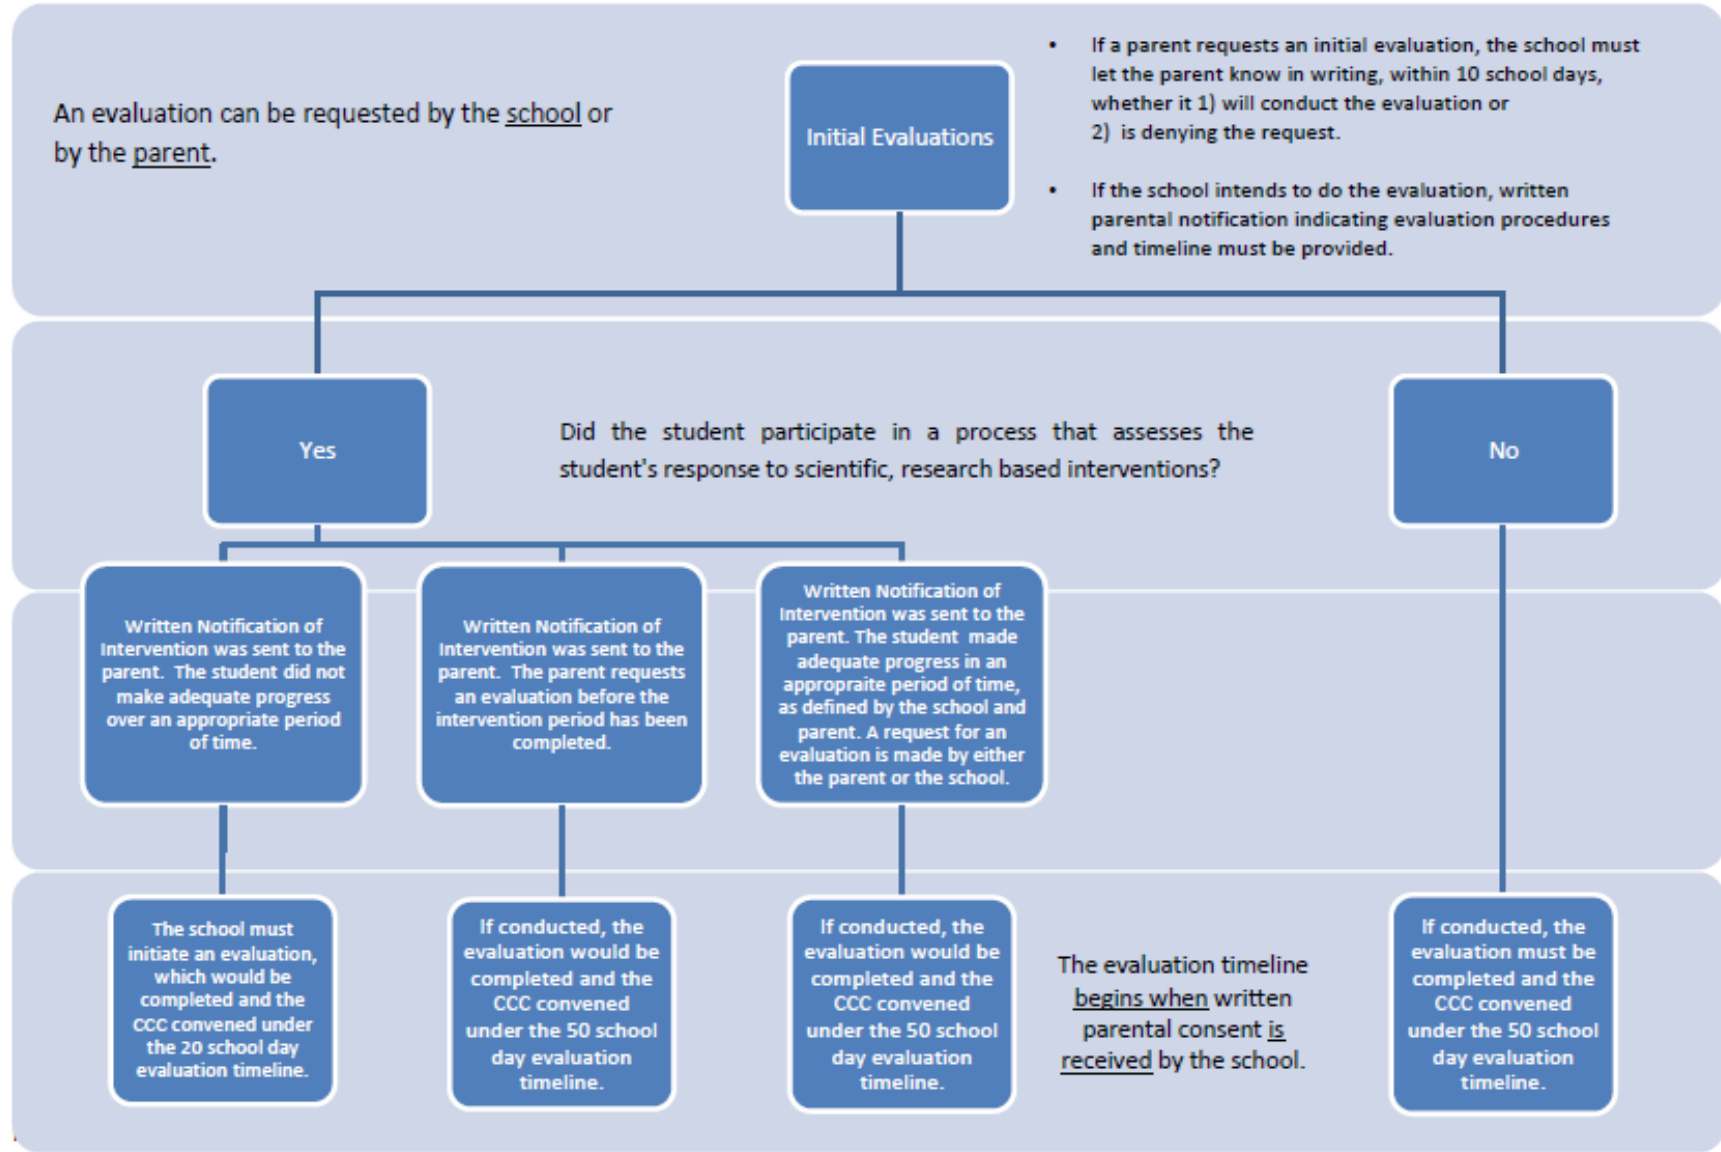 An evaluation can be requested by the school or
by the parent.
Initial Evaluations
• If a parent requests an initial evaluation, the school must
let the parent know in writing, within 10 school days,
whether it 1) will conduct the evaluation or
2) is denying the request.
• If the school intends to do the evaluation, written
parental notification indicating evaluation procedures
and timeline must be provided.
Yes
Did the student participate in a process that assesses the
student's response to scientific, research based interventions?
No
Written Notification of
Intervention was sent to the
parent. The student did not
make adequate progress
over an appropriate period
of time.
Written Notification of
Intervention was sent to the
parent. The parent requests
an evaluation before the
intervention period has been
completed.
Written Notification of
Intervention was sent to the
parent. The student made
adequate progress in an
appropraite period of time,
as defined by the school and
parent. A request for an
evaluation is made by either
the parent or the school.
The school must
initiate an evaluation,
which would be
completed and the
CCC convened under
the 20 school day
evaluation timeline.
If conducted, the
evaluation would be
completed and the
CCC convened
under the 50 school
day evaluation
timeline.
If conducted, the
evaluation would be
completed and the
CCC convened
under the 50 school
day evaluation
timeline.
The evaluation timeline
begins when written
parental consent is
received by the school.
If conducted, the
evaluation must be
completed and the
CCC convened
under the 50 school
day evaluation
timeline.